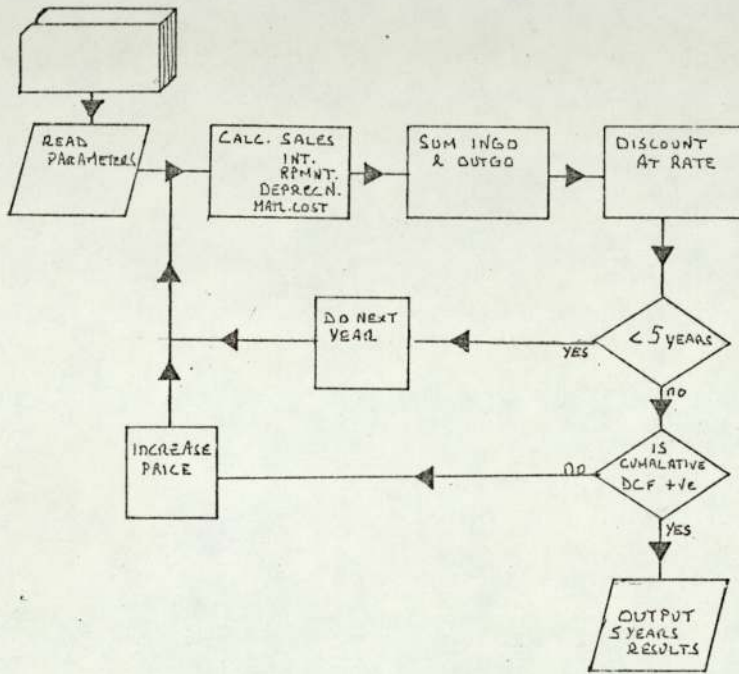 READ
PARAMETERS
CALC. SALES
INT.
RPMNT.
DEPRECN.
MATL.COST
SUM INGO
& OUTGO
DISCOUNT
AT RATE
DO NEXT
YEAR
< 5 YEARS
YES
NO
INCREASE
PRICE
NO
IS
CUMALATIVE
DCF +Ve
YES
OUTPUT
5 YEARS
RESULTS